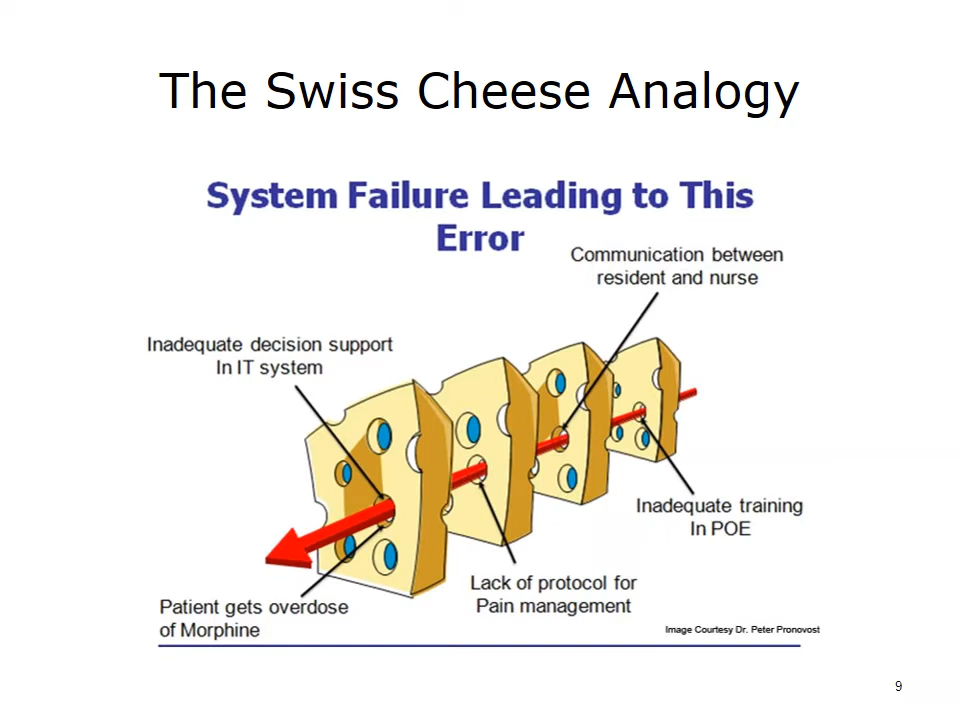 The Swiss Cheese Analogy
System Failure Leading to This
Error
Communication between
resident and nurse
Inadequate decision support
In IT system
Inadequate training
In POE
Lack of protocol for
Pain management
Patient gets overdose
of Morphine
Image Courtesy Dr. Peter Pronovost
9